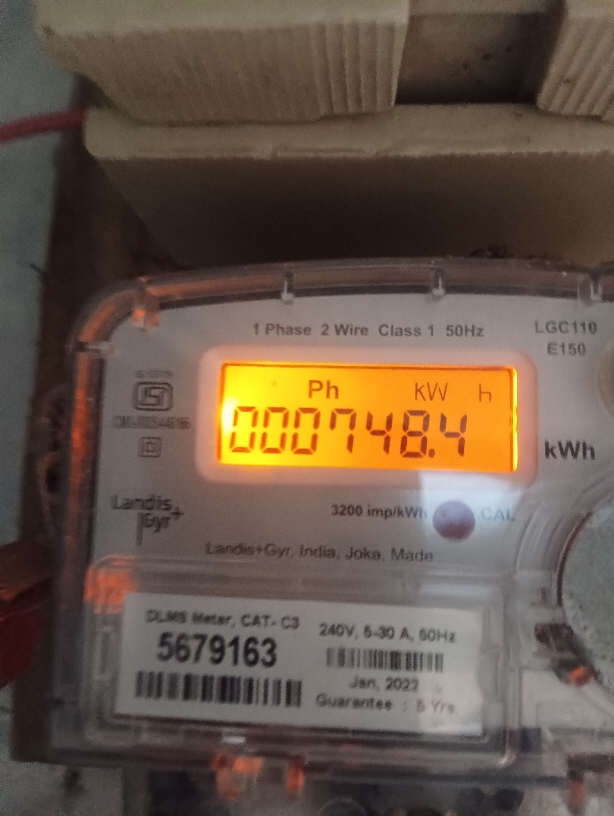 1 Phase 2 Wire Class 1 50Hz
LGC110
E150
Ph kW h
000748.4
kWh
ISI
3200 imp/kWh CAL
Landis
Gyr+
Landis+Gyr, India, Joka, Made
DLMS Meter, CAT- C3
5679163
240V, 5-30 A, 50Hz
Jan, 2022
Guarantee : 5 Yrs.